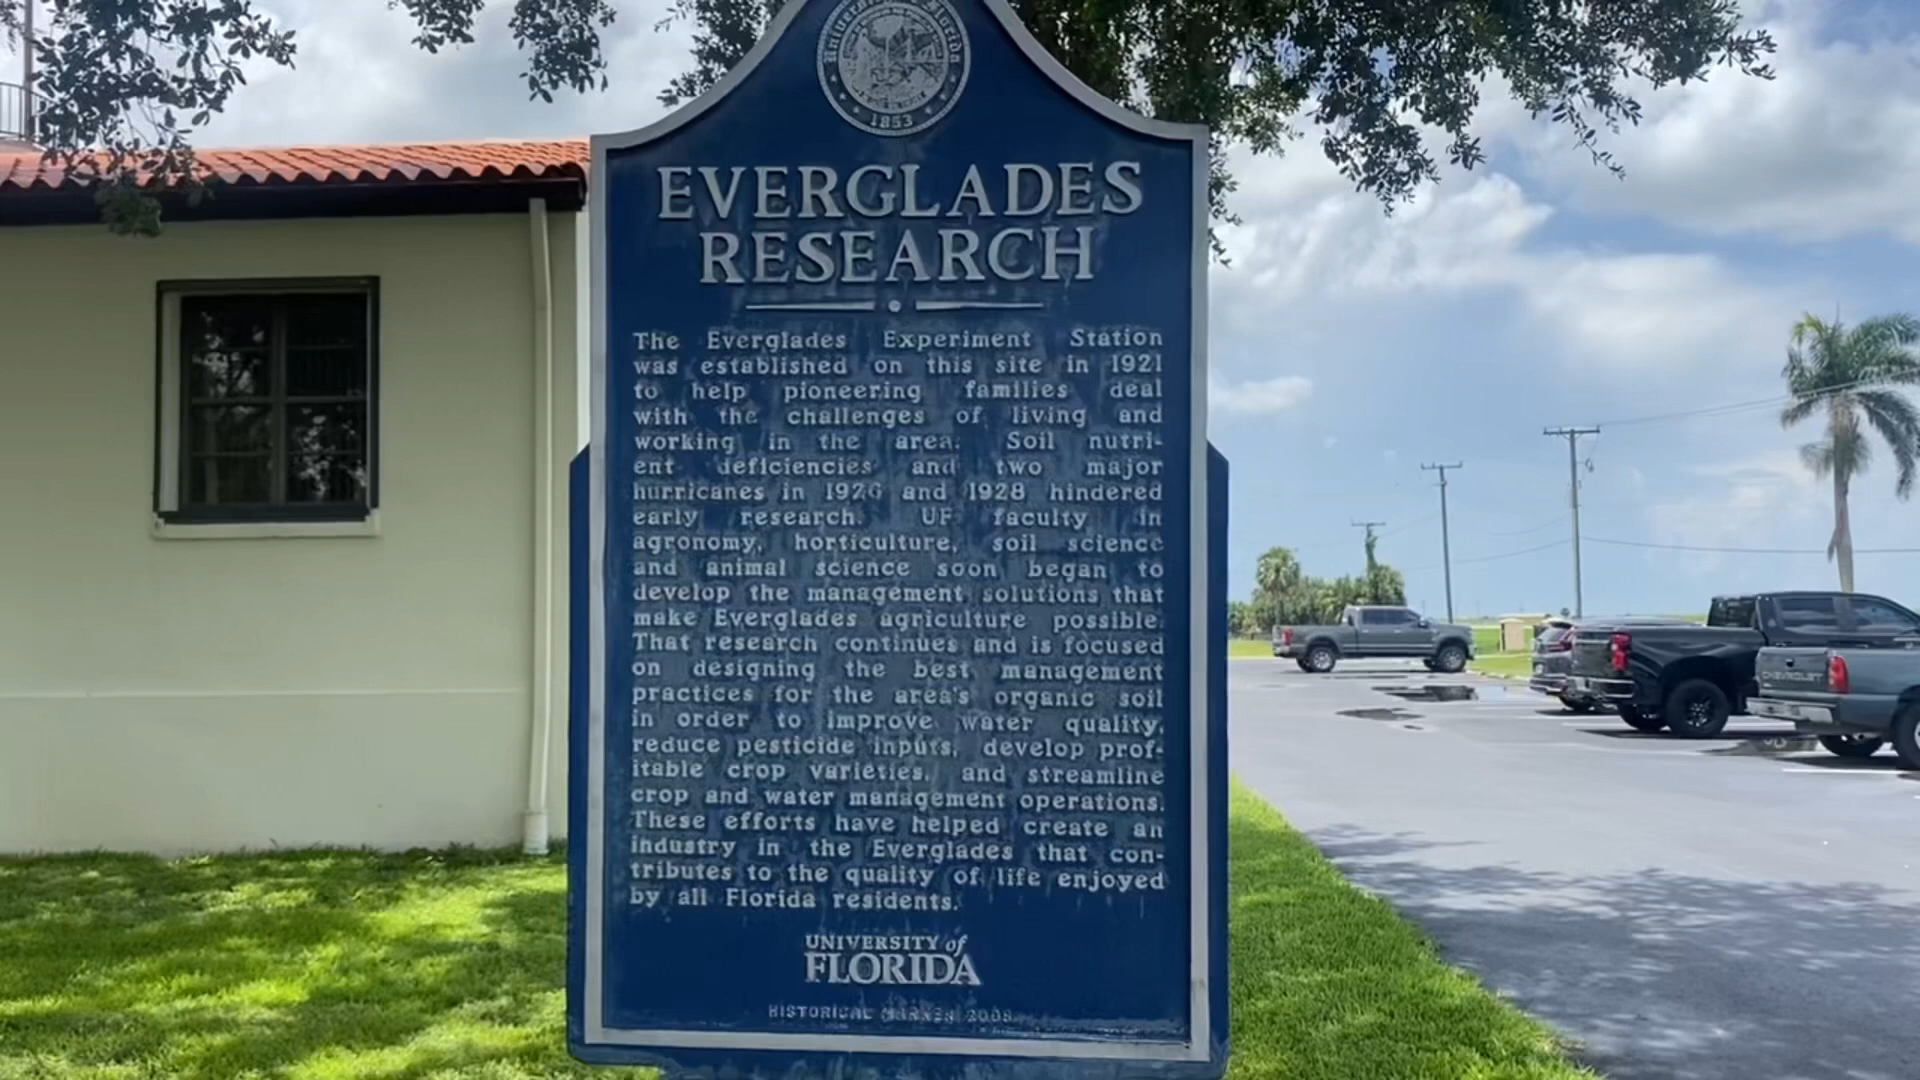 University of Florida
1853
EVERGLADES
RESEARCH
The Everglades Experiment Station
was established on this site in 1921
to help pioneering families deal
with the challenges of living and
working in the area. Soil nutri-
ent deficiencies and two major
hurricanes in 1926 and 1928 hindered
early research. UF faculty in
agronomy, horticulture, soil science
and animal science soon began to
develop the management solutions that
make Everglades agriculture possible.
That research continues and is focused
on designing the best management
practices for the area's organic soil
in order to improve water quality,
reduce pesticide inputs, develop prof-
itable crop varieties, and streamline
crop and water management operations.
These efforts have helped create an
industry in the Everglades that con-
tributes to the quality of life enjoyed
by all Florida residents.
UNIVERSITY of
FLORIDA
HISTORICAL MARKER 2008
CHEVROLET